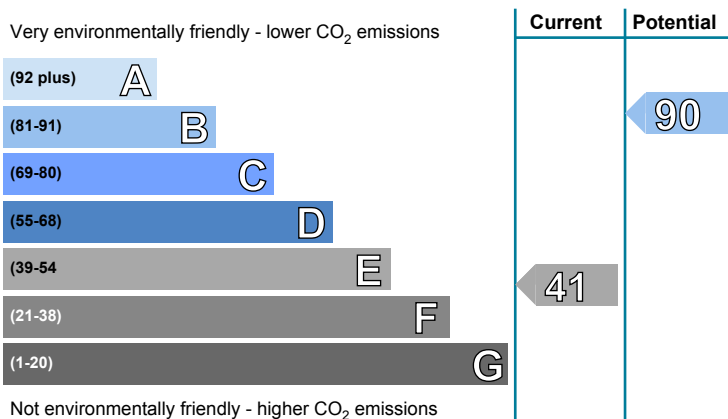 Current Potential
Very environmentally friendly - lower CO2 emissions
(92 plus) A
(81-91) B
90
(69-80) C
(55-68) D
(39-54 E
41
(21-38) F
(1-20) G
Not environmentally friendly - higher CO2 emissions